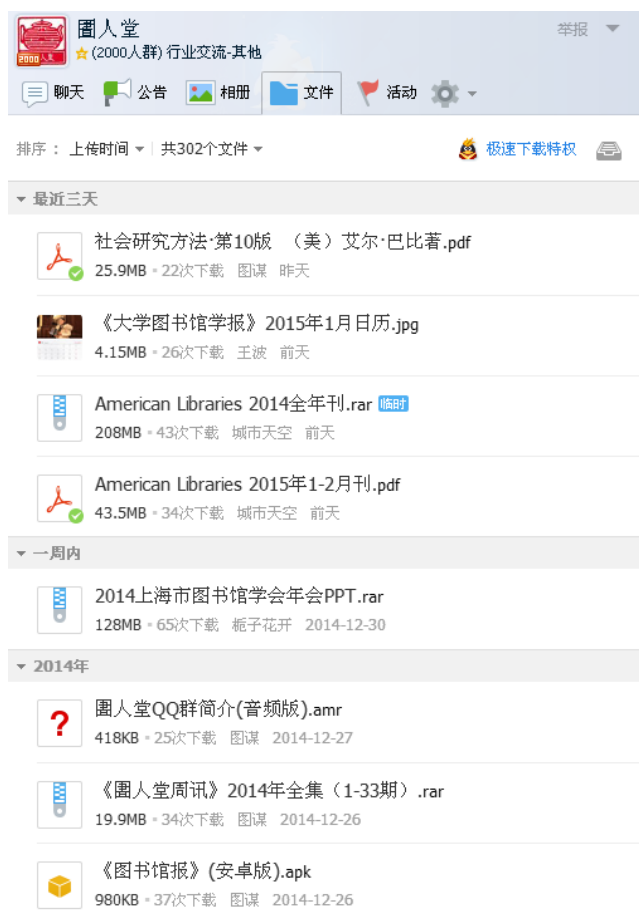 圕人堂
举报
2000人群
(2000人群) 行业交流-其他
聊天 公告 相册 文件 活动
排序： 上传时间 共302个文件 极速下载特权
最近三天
社会研究方法·第10版 （美）艾尔·巴比著.pdf
25.9MB 22次下载 图谋 昨天
《大学图书馆学报》2015年1月日历.jpg
4.15MB 26次下载 王波 前天
American Libraries 2014全年刊.rar 临时
208MB 43次下载 城市天空 前天
American Libraries 2015年1-2月刊.pdf
43.5MB 34次下载 城市天空 前天
一周内
2014上海市图书馆学会年会PPT.rar
128MB 65次下载 栀子花开 2014-12-30
2014年
圕人堂QQ群简介(音频版).amr
418KB 25次下载 图谋 2014-12-27
《圕人堂周讯》2014年全集（1-33期）.rar
19.9MB 34次下载 图谋 2014-12-26
《图书馆报》(安卓版).apk
980KB 37次下载 图谋 2014-12-26